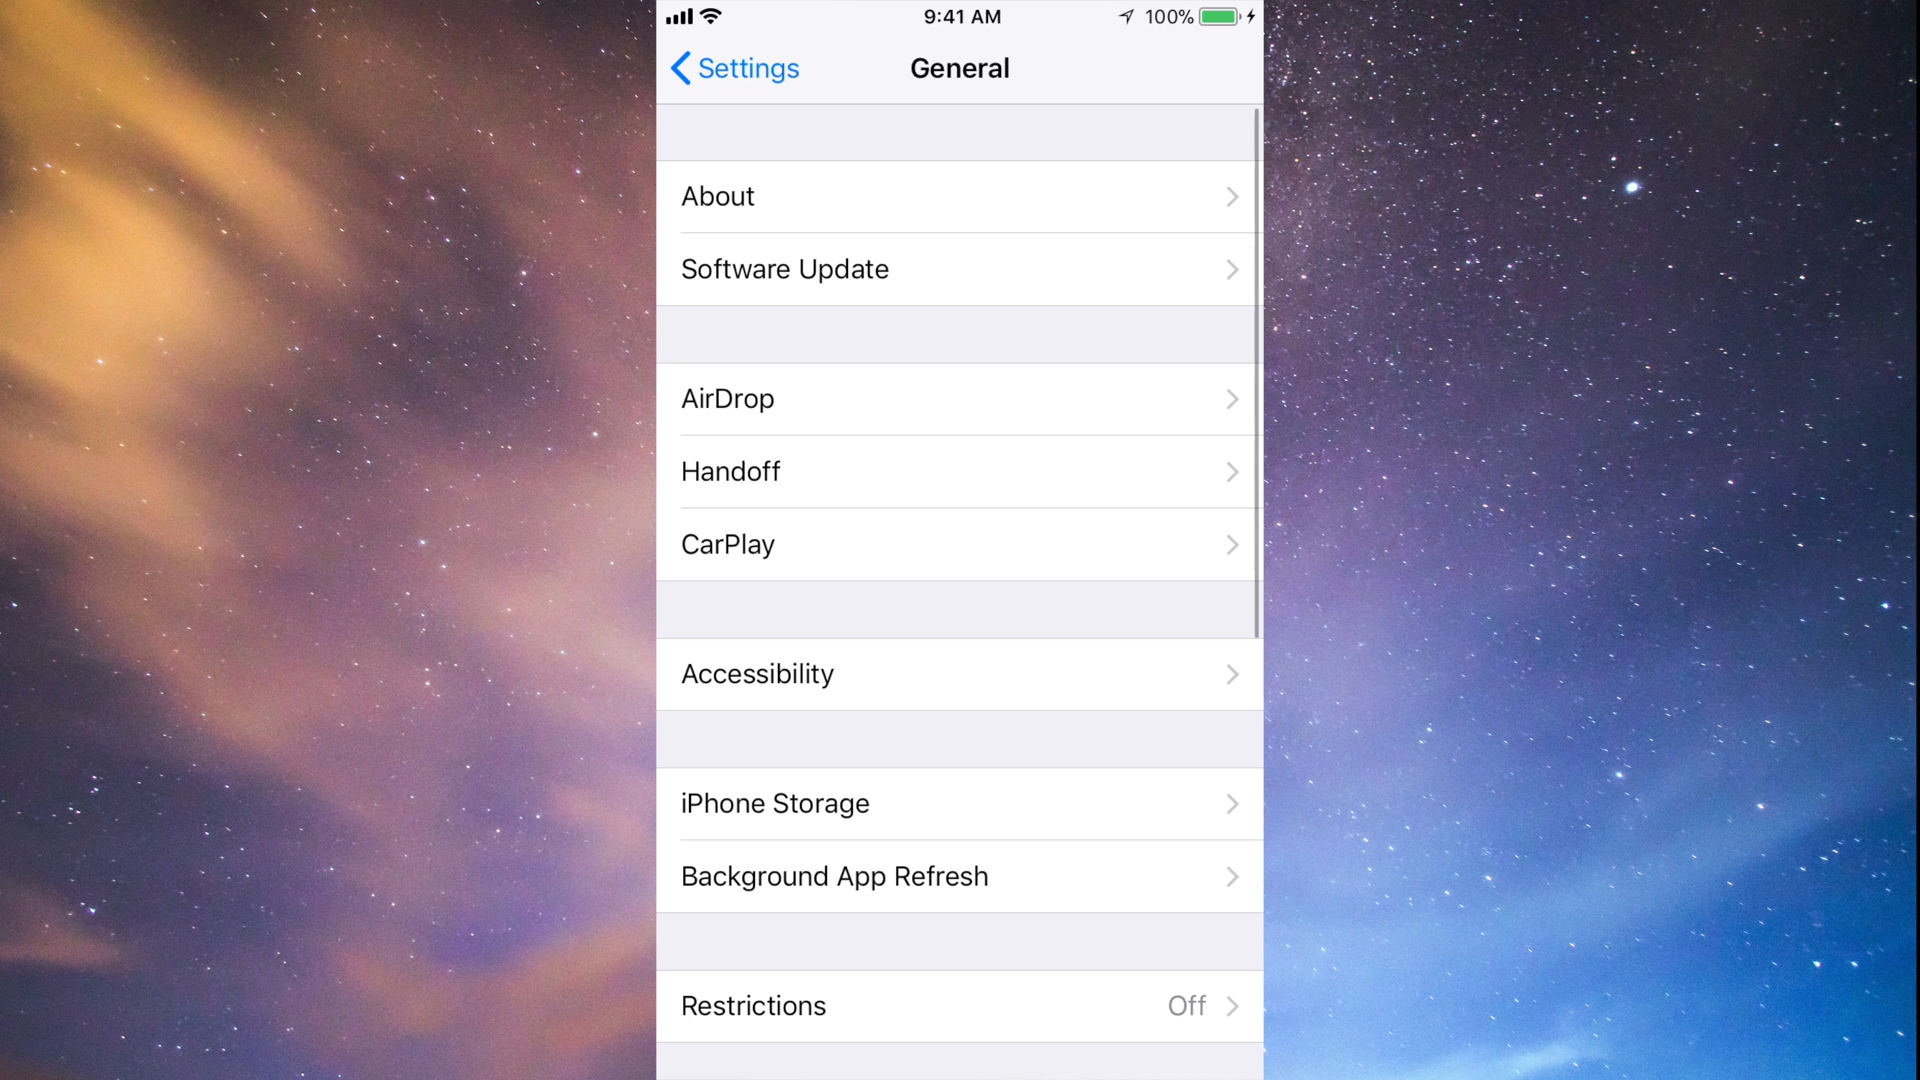 9:41 AM 100%
Settings General
About
Software Update
AirDrop
Handoff
CarPlay
Accessibility
iPhone Storage
Background App Refresh
Restrictions Off